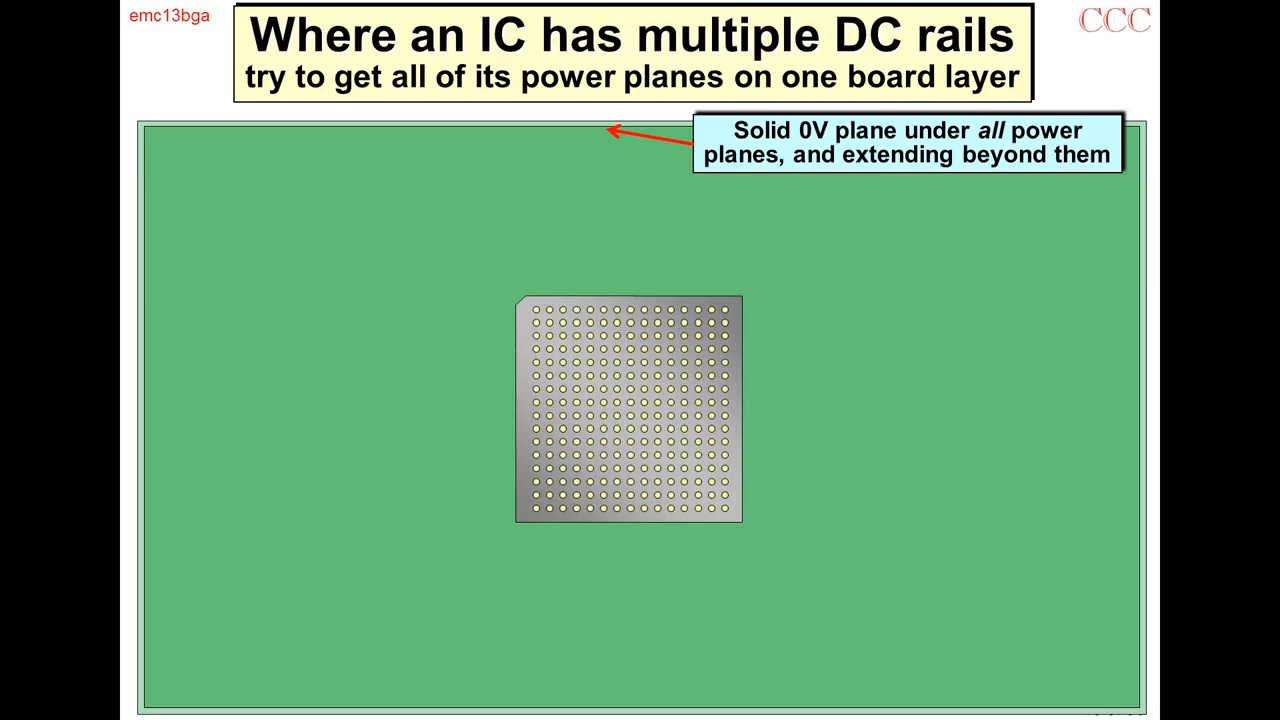 emc13bga
Where an IC has multiple DC rails
try to get all of its power planes on one board layer
CCC
Solid 0V plane under all power
planes, and extending beyond them